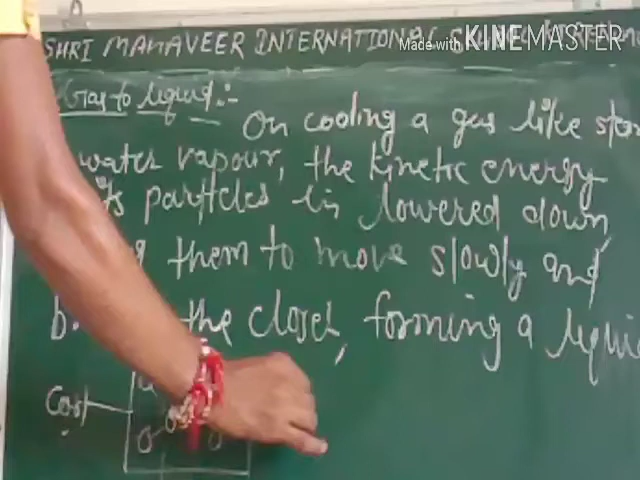 SHRI MAHAVEER INTERNATIONAL
Made with KINEMASTER
Gas to liquid :- On cooling a gas like
water vapour, the kinetic energy
its particles is lowered down,
them to move slowly and
the closer, forming a